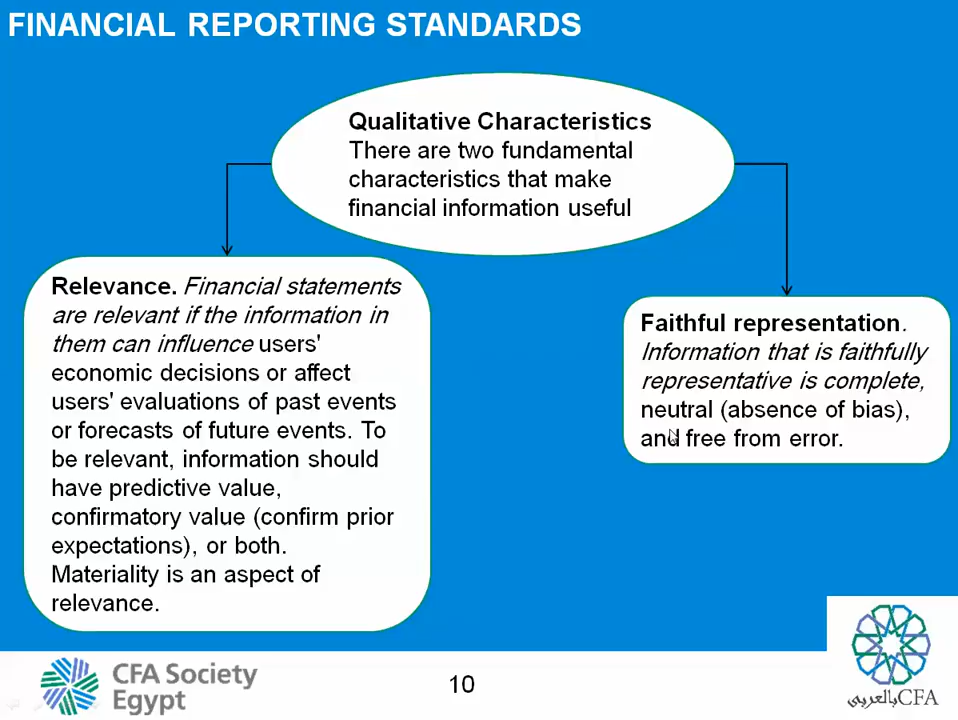 FINANCIAL REPORTING STANDARDS
Qualitative Characteristics
There are two fundamental
characteristics that make
financial information useful
Relevance. Financial statements
are relevant if the information in
them can influence users'
economic decisions or affect
users' evaluations of past events
or forecasts of future events. To
be relevant, information should
have predictive value,
confirmatory value (confirm prior
expectations), or both.
Materiality is an aspect of
relevance.
Faithful representation.
Information that is faithfully
representative is complete,
neutral (absence of bias),
and free from error.
CFA Society
Egypt
10
CFA بالعربي